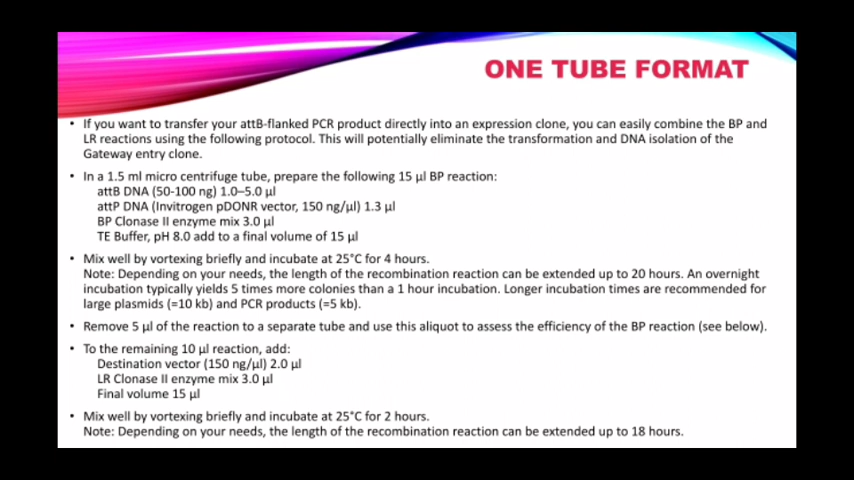 ONE TUBE FORMAT
• If you want to transfer your attB-flanked PCR product directly into an expression clone, you can easily combine the BP and
LR reactions using the following protocol. This will potentially eliminate the transformation and DNA isolation of the
Gateway entry clone.
• In a 1.5 ml micro centrifuge tube, prepare the following 15 µl BP reaction:
attB DNA (50-100 ng) 1.0–5.0 µl
attP DNA (Invitrogen pDONR vector, 150 ng/µl) 1.3 µl
BP Clonase II enzyme mix 3.0 µl
TE Buffer, pH 8.0 add to a final volume of 15 µl
• Mix well by vortexing briefly and incubate at 25°C for 4 hours.
Note: Depending on your needs, the length of the recombination reaction can be extended up to 20 hours. An overnight
incubation typically yields 5 times more colonies than a 1 hour incubation. Longer incubation times are recommended for
large plasmids (=10 kb) and PCR products (=5 kb).
• Remove 5 µl of the reaction to a separate tube and use this aliquot to assess the efficiency of the BP reaction (see below).
• To the remaining 10 µl reaction, add:
Destination vector (150 ng/µl) 2.0 µl
LR Clonase II enzyme mix 3.0 µl
Final volume 15 µl
• Mix well by vortexing briefly and incubate at 25°C for 2 hours.
Note: Depending on your needs, the length of the recombination reaction can be extended up to 18 hours.